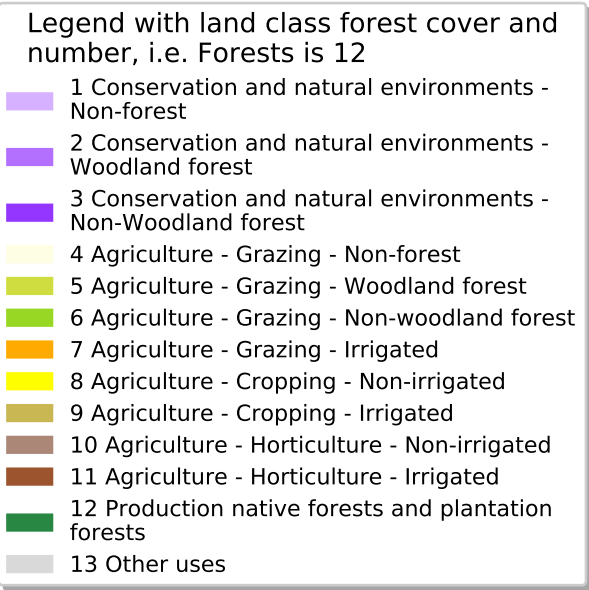 Legend with land class forest cover and
number, i.e. Forests is 12
1 Conservation and natural environments -
Non-forest
2 Conservation and natural environments -
Woodland forest
3 Conservation and natural environments -
Non-Woodland forest
4 Agriculture - Grazing - Non-forest
5 Agriculture - Grazing - Woodland forest
6 Agriculture - Grazing - Non-woodland forest
7 Agriculture - Grazing - Irrigated
8 Agriculture - Cropping - Non-irrigated
9 Agriculture - Cropping - Irrigated
10 Agriculture - Horticulture - Non-irrigated
11 Agriculture - Horticulture - Irrigated
12 Production native forests and plantation
forests
13 Other uses